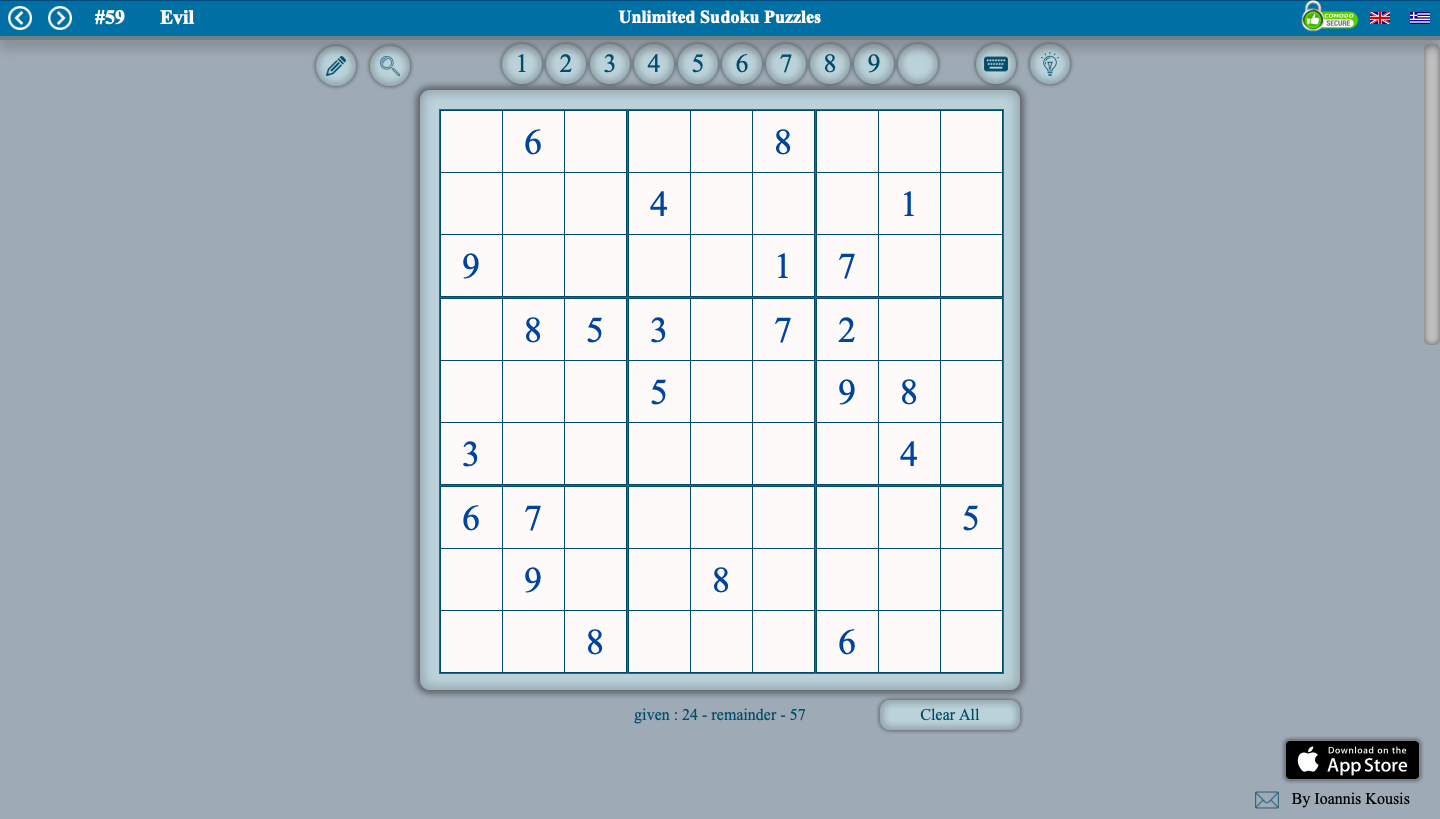 #59 Evil Unlimited Sudoku Puzzles COMODO SECURE
1 2 3 4 5 6 7 8 9
6 8
4 1
9 1 7
8 5 3 7 2
5 9 8
3 4
6 7 5
9 8
8 6
given : 24 - remainder - 57 Clear All
Download on the
App Store
By Ioannis Kousis